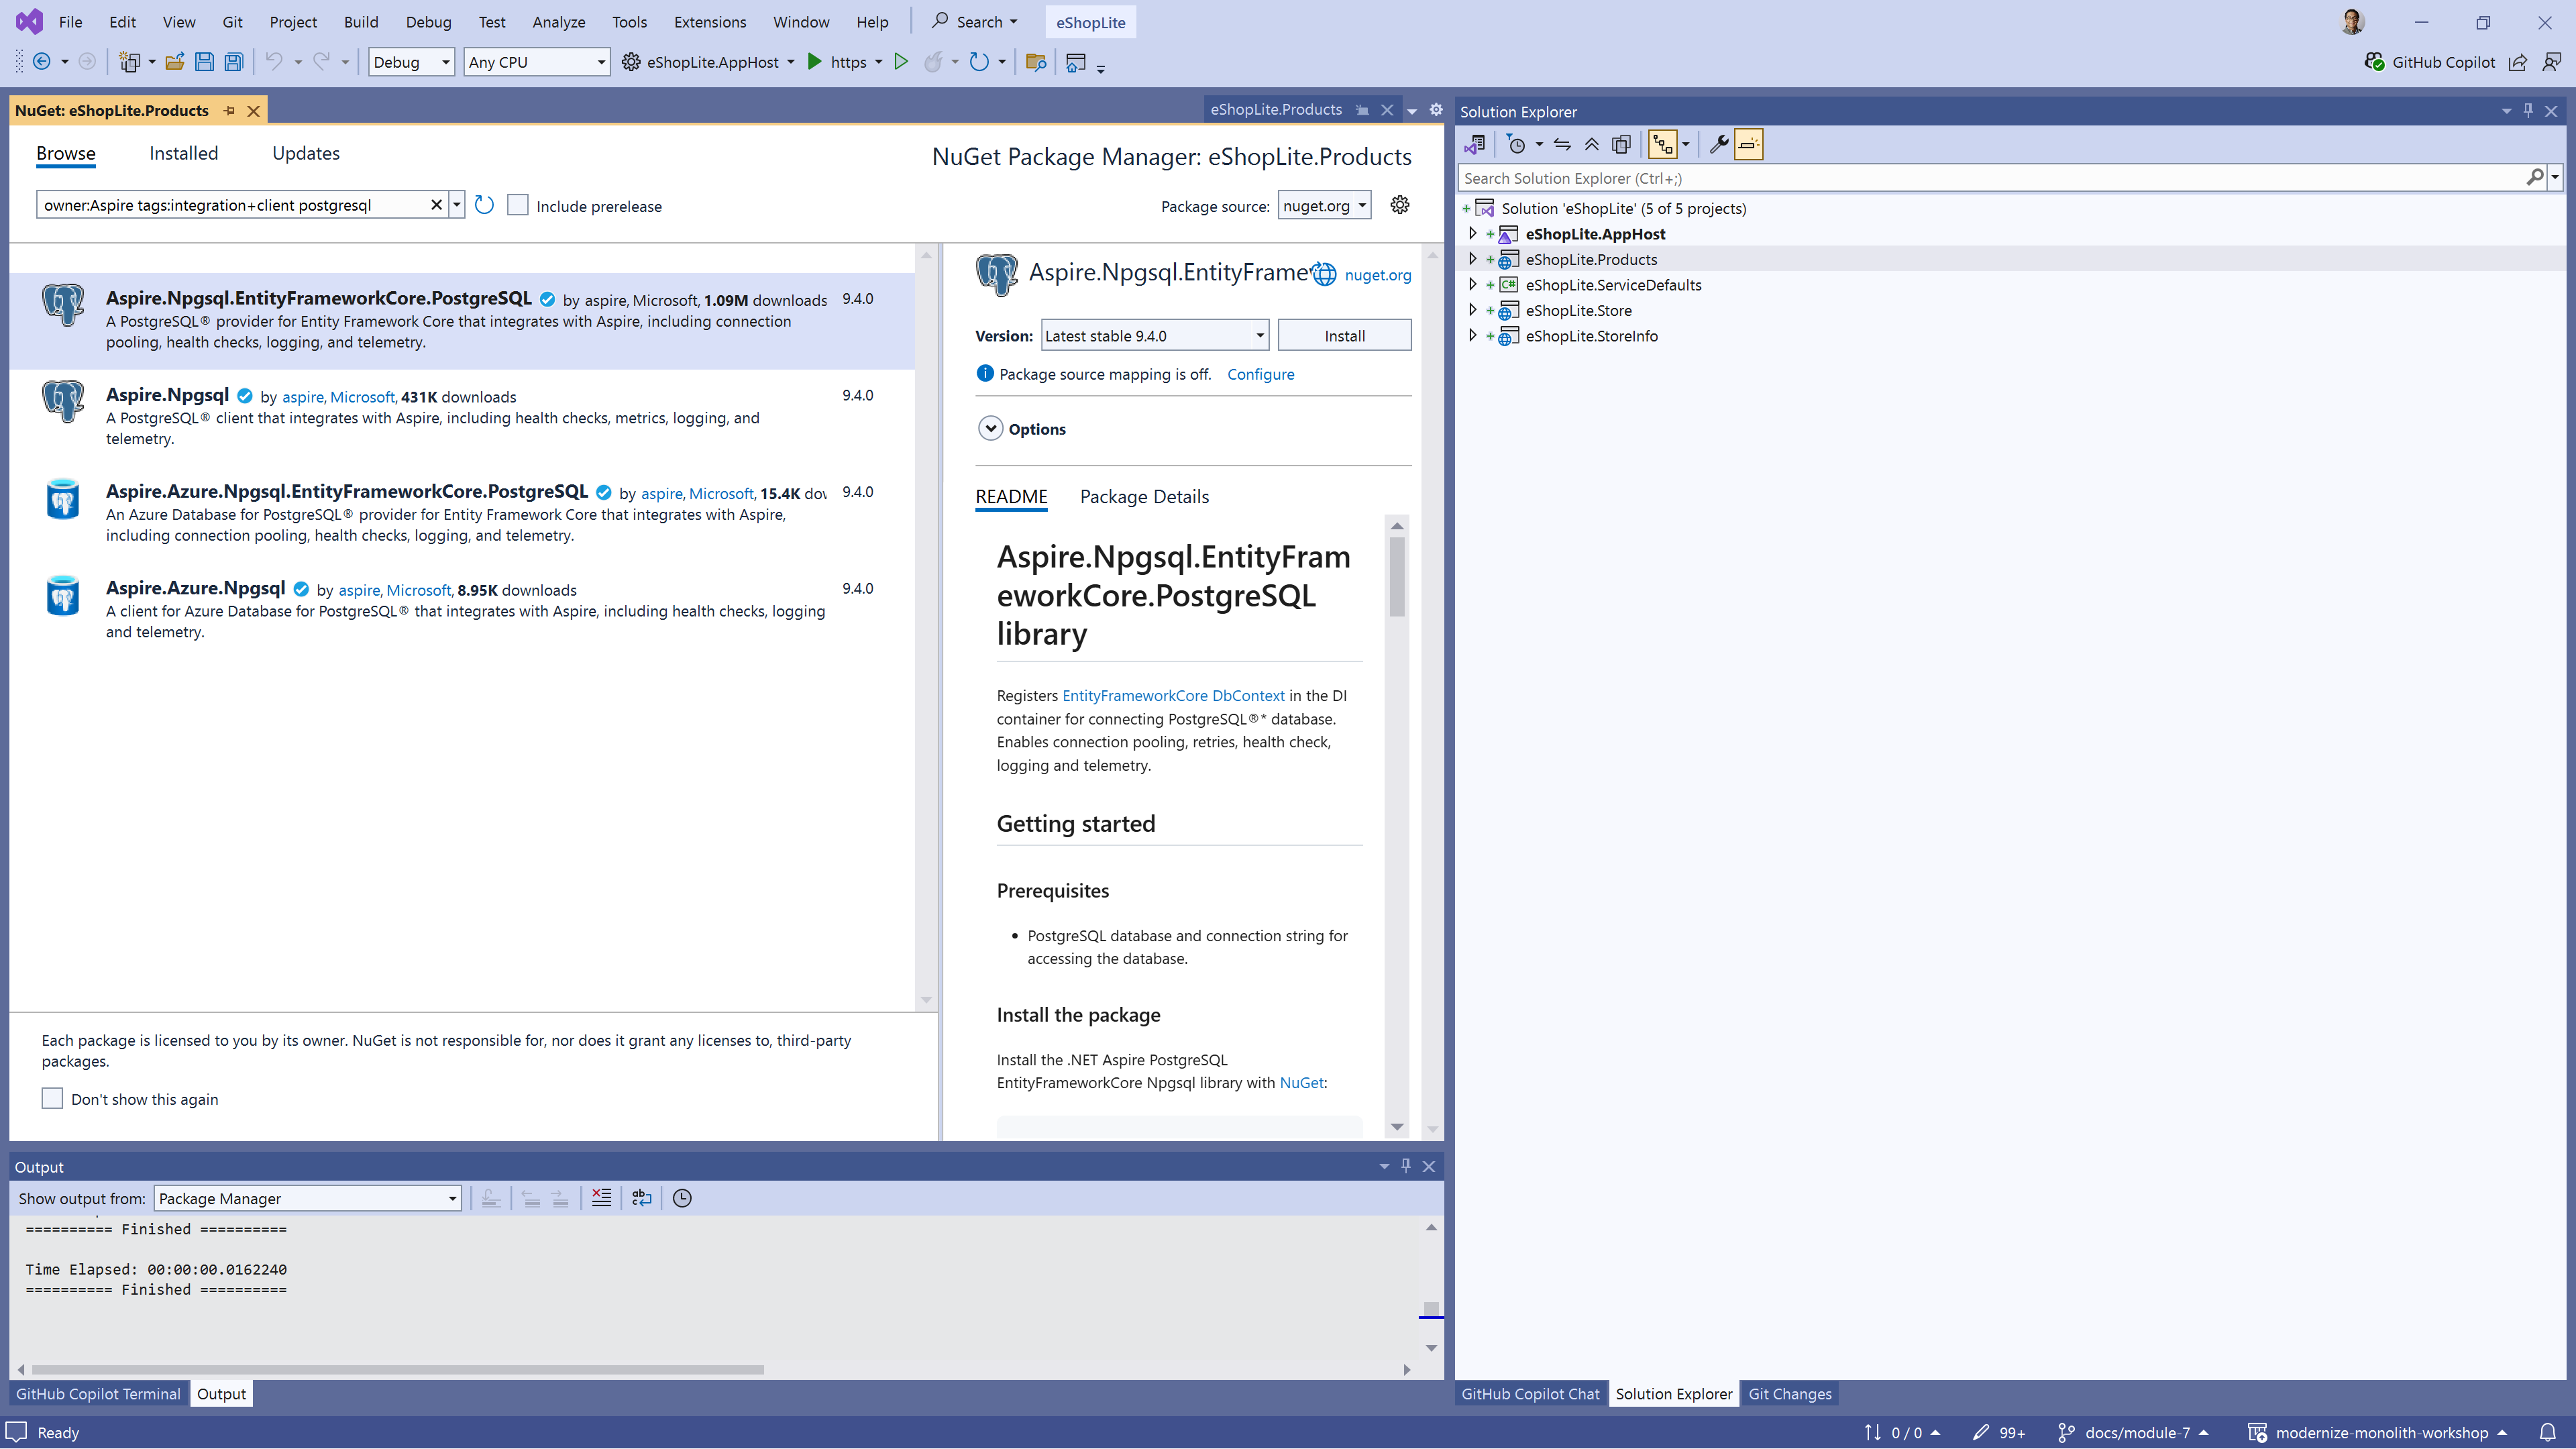 File Edit View Git Project Build Debug Test Analyze Tools Extensions Window Help Search eShopLite
Debug Any CPU eShopLite.AppHost https GitHub Copilot
NuGet: eShopLite.Products eShopLite.Products
Browse Installed Updates NuGet Package Manager: eShopLite.Products
owner:Aspire tags:integration+client postgresql Include prerelease Package source: nuget.org
Aspire.Npgsql.EntityFrameworkCore.PostgreSQL by aspire, Microsoft, 1.09M downloads 9.4.0
A PostgreSQL® provider for Entity Framework Core that integrates with Aspire, including connection
pooling, health checks, logging, and telemetry.
Aspire.Npgsql by aspire, Microsoft, 431K downloads 9.4.0
A PostgreSQL® client that integrates with Aspire, including health checks, metrics, logging, and
telemetry.
Aspire.Azure.Npgsql.EntityFrameworkCore.PostgreSQL by aspire, Microsoft, 15.4K dow 9.4.0
An Azure Database for PostgreSQL® provider for Entity Framework Core that integrates with Aspire,
including connection pooling, health checks, logging, and telemetry.
Aspire.Azure.Npgsql by aspire, Microsoft, 8.95K downloads 9.4.0
A client for Azure Database for PostgreSQL® that integrates with Aspire, including health checks, logging
and telemetry.
Each package is licensed to you by its owner. NuGet is not responsible for, nor does it grant any licenses to, third-party
packages.
Don't show this again
Aspire.Npgsql.EntityFramew nuget.org
Version: Latest stable 9.4.0 Install
Package source mapping is off. Configure
Options
README Package Details
Aspire.Npgsql.EntityFram
eworkCore.PostgreSQL
library
Registers EntityFrameworkCore DbContext in the DI
container for connecting PostgreSQL®* database.
Enables connection pooling, retries, health check,
logging and telemetry.
Getting started
Prerequisites
• PostgreSQL database and connection string for
accessing the database.
Install the package
Install the .NET Aspire PostgreSQL
EntityFrameworkCore Npgsql library with NuGet:
Output
Show output from: Package Manager
========== Finished ==========
Time Elapsed: 00:00:00.0162240
========== Finished ==========
GitHub Copilot Terminal Output
Solution Explorer
Search Solution Explorer (Ctrl+;)
Solution 'eShopLite' (5 of 5 projects)
eShopLite.AppHost
eShopLite.Products
C# eShopLite.ServiceDefaults
eShopLite.Store
eShopLite.StoreInfo
GitHub Copilot Chat Solution Explorer Git Changes
Ready 0 / 0 99+ docs/module-7 modernize-monolith-workshop